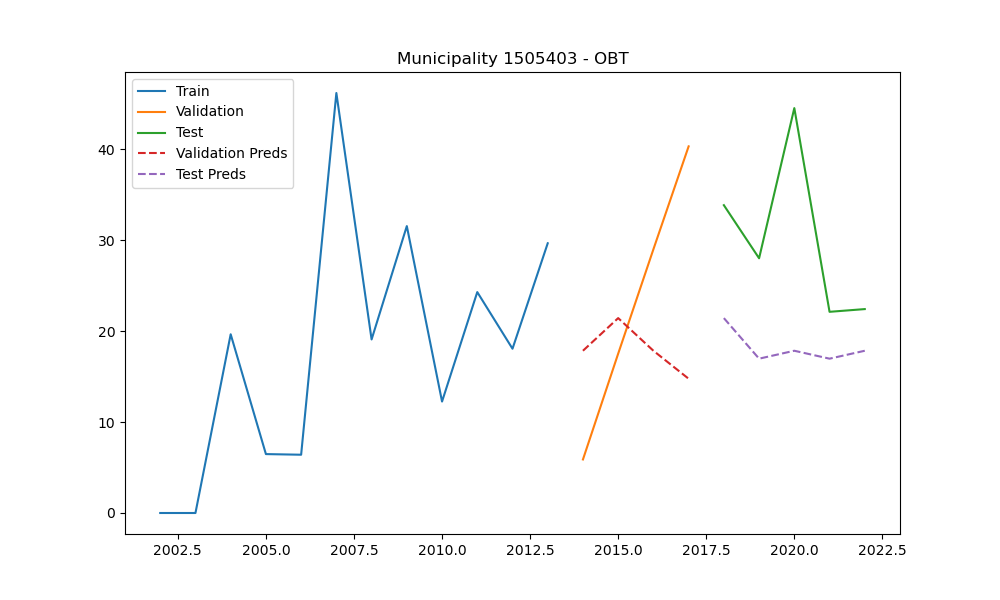 Municipality 1505403 - OBT
Train
Validation
Test
Validation Preds
Test Preds
40
30
20
10
0
2002.5 2005.0 2007.5 2010.0 2012.5 2015.0 2017.5 2020.0 2022.5